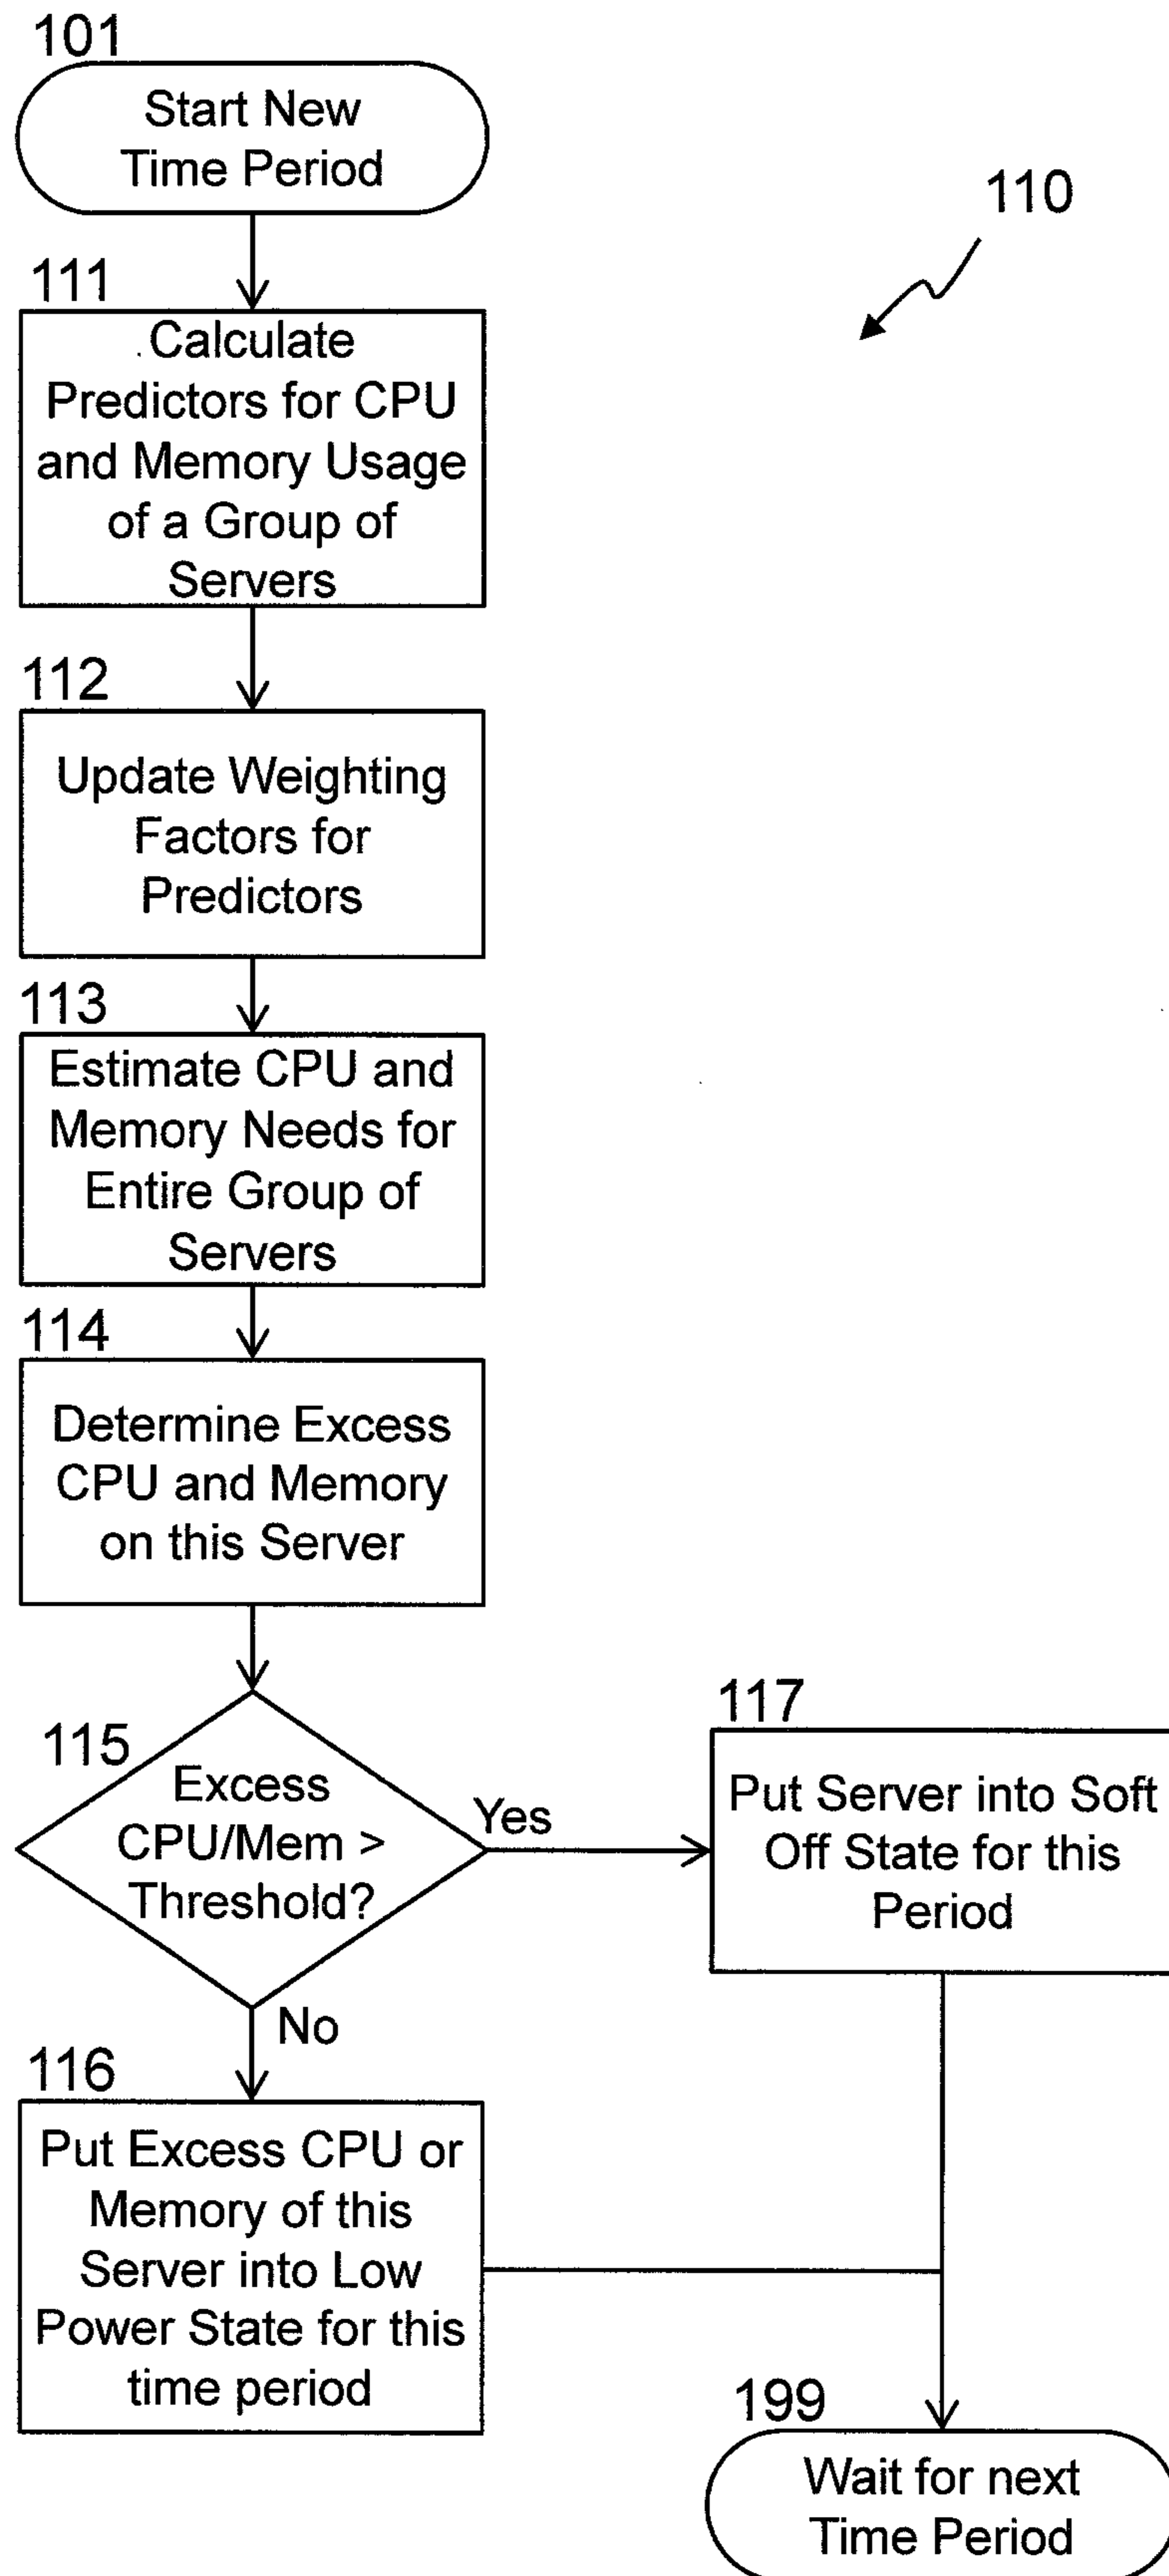 101
Start New
Time Period
110
111
Calculate
Predictors for CPU
and Memory Usage
of a Group of
Servers
112
Update Weighting
Factors for
Predictors
113
Estimate CPU and
Memory Needs for
Entire Group of
Servers
114
Determine Excess
CPU and Memory
on this Server
115
Excess
CPU/Mem >
Threshold?
Yes
117
Put Server into Soft
Off State for this
Period
No
116
Put Excess CPU or
Memory of this
Server into Low
Power State for this
time period
199
Wait for next
Time Period